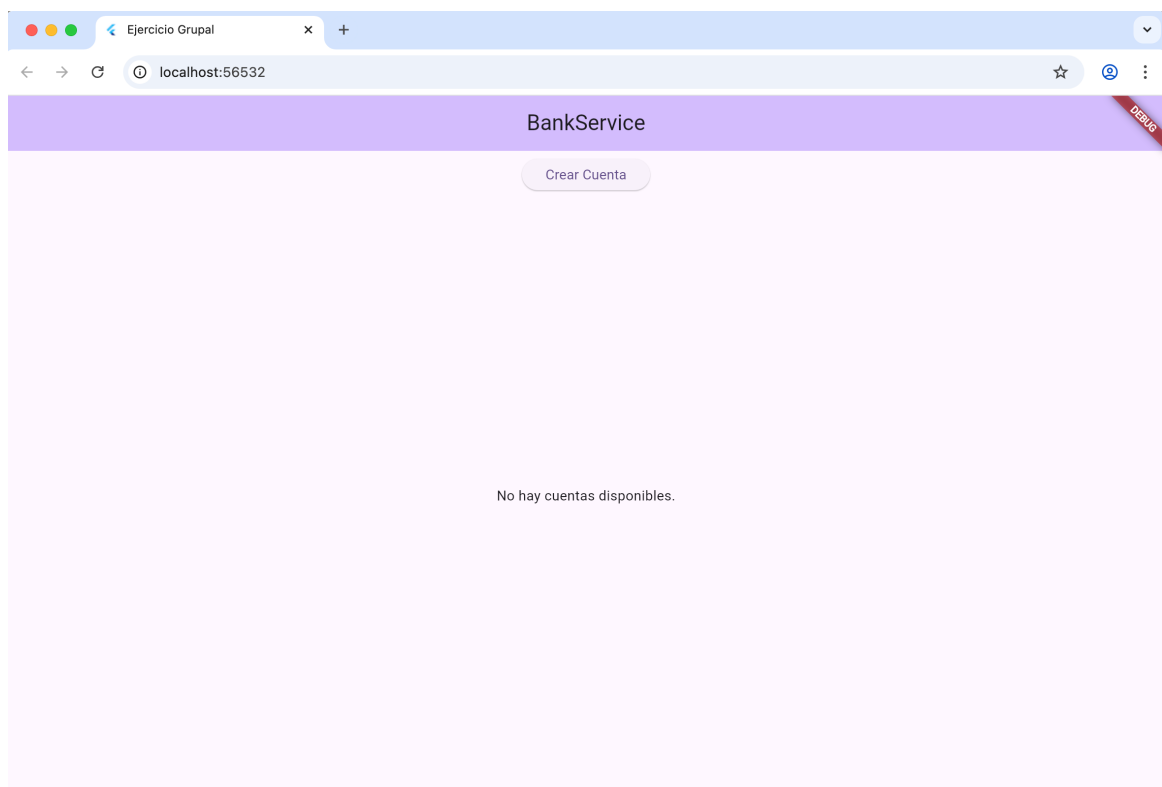 Ejercicio Grupal
localhost:56532
BankService
DEBUG
Crear Cuenta
No hay cuentas disponibles.